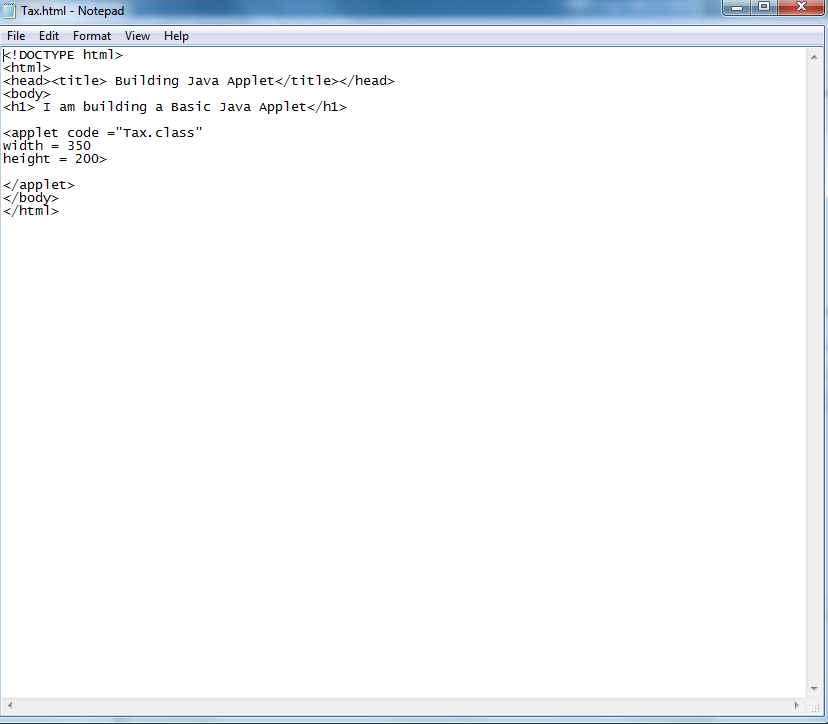 Tax.html - Notepad
File Edit Format View Help
<!DOCTYPE html>
<html>
<head><title> Building Java Applet</title></head>
<body>
<h1> I am building a Basic Java Applet</h1>
<applet code ="Tax.class"
width = 350
height = 200>
</applet>
</body>
</html>